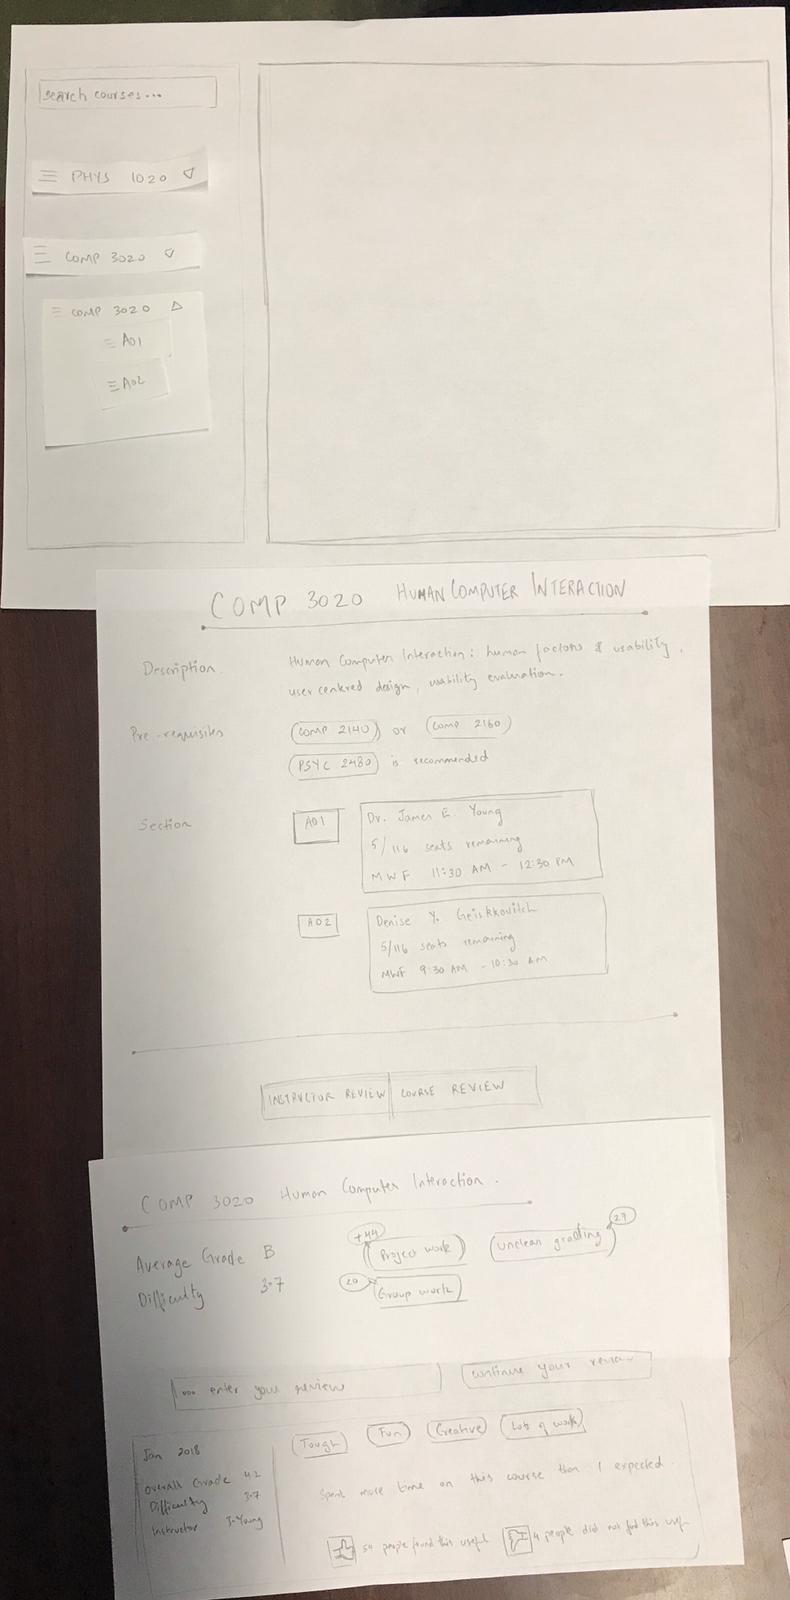 search courses...
PHYS 1020
COMP 3020
COMP 3020
A01
A02
COMP 3020 HUMAN COMPUTER INTERACTION
Description
Human Computer Interaction: human factors & usability,
user centred design, usability evaluation.
Pre-requisites
COMP 2140 or COMP 2160
PSYC 2480 is recommended
Section
A01
Dr. James E. Young
5/116 seats remaining
MWF 11:30 AM - 12:30 PM
A02
Denise Y. Geiskkovitch
5/116 seats remaining
MWF 9:30 AM - 10:30 AM
INSTRUCTOR REVIEW COURSE REVIEW
COMP 3020 Human Computer Interaction.
Average Grade B
Difficulty 3.7
+44
Project work
Unclean grading
27
20
Group work
... enter your review
continue your review
Jan 2018
Overall Grade 4.2
Difficulty 3.7
Instructor J. Young
Tough Fun Creative Lots of work
Spent more time on this course than I expected.
54 people found this useful
4 people did not find this usef